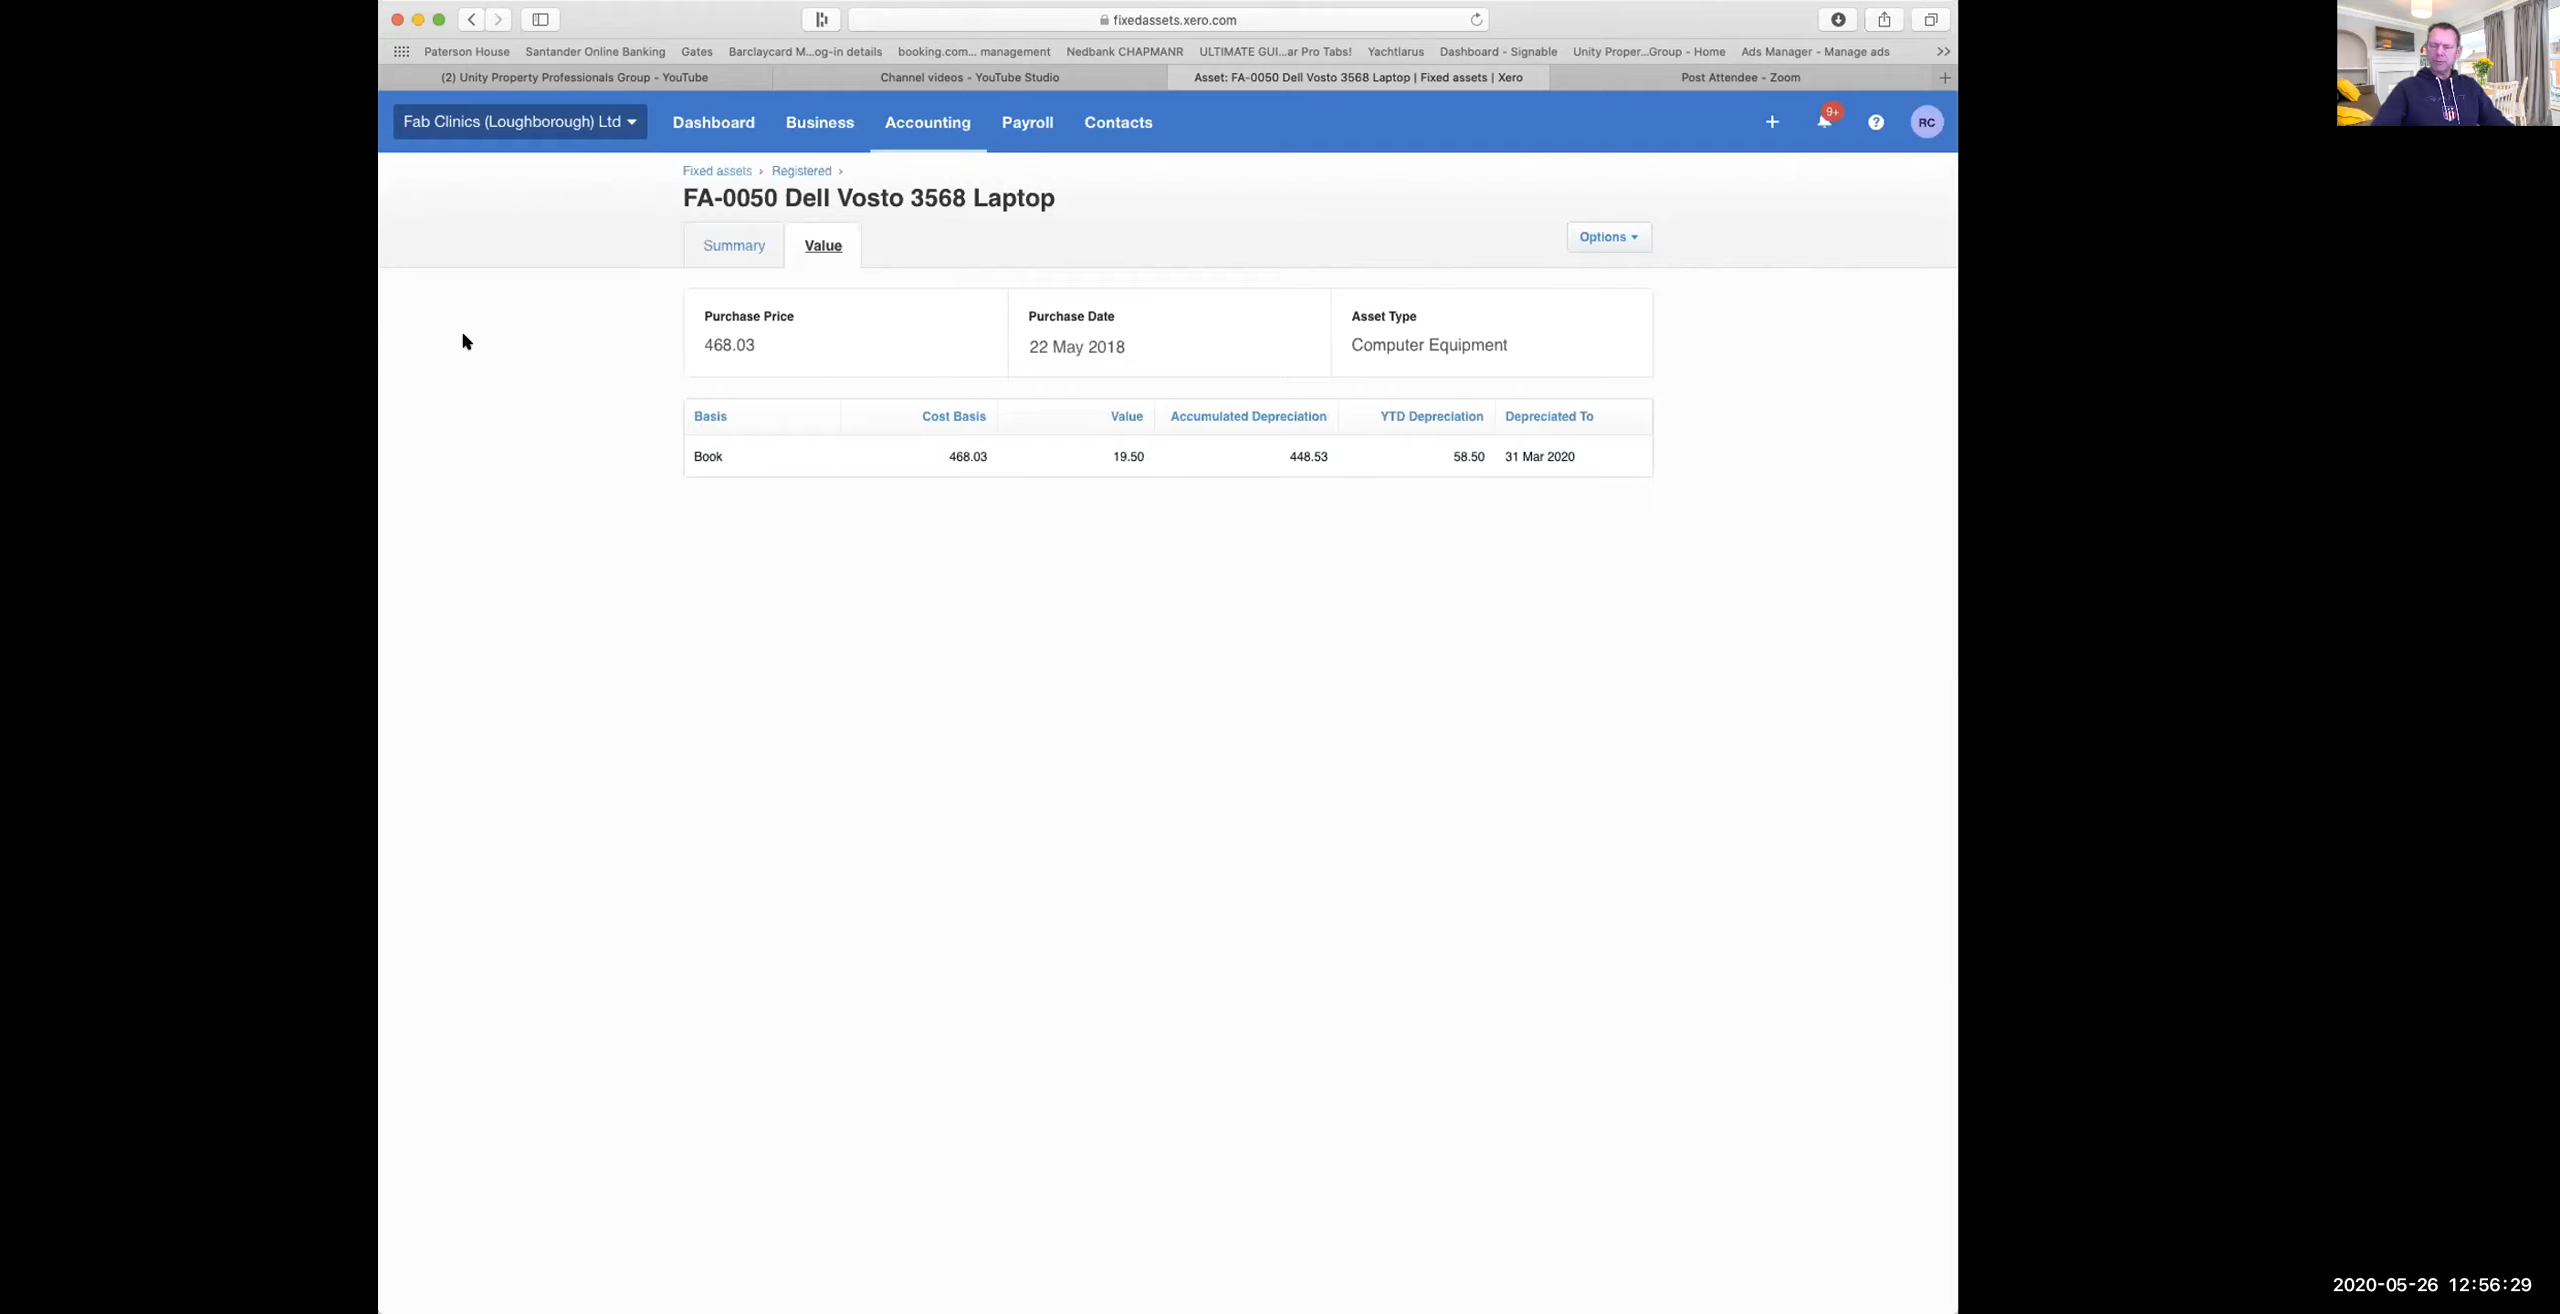 fixedassets.xero.com
Paterson House Santander Online Banking Gates Barclaycard M...og-in details booking.com... management Nedbank CHAPMANR ULTIMATE GUI...ar Pro Tabs! Yachtlarus Dashboard - Signable Unity Proper...Group - Home Ads Manager - Manage ads >>
(2) Unity Property Professionals Group - YouTube Channel videos - YouTube Studio Asset: FA-0050 Dell Vosto 3568 Laptop | Fixed assets | Xero Post Attendee - Zoom +
Fab Clinics (Loughborough) Ltd Dashboard Business Accounting Payroll Contacts + 9+ ? RC
Fixed assets › Registered ›
FA-0050 Dell Vosto 3568 Laptop
Summary Value Options
Purchase Price Purchase Date Asset Type
468.03 22 May 2018 Computer Equipment
Basis Cost Basis Value Accumulated Depreciation YTD Depreciation Depreciated To
Book 468.03 19.50 448.53 58.50 31 Mar 2020
2020-05-26 12:56:29